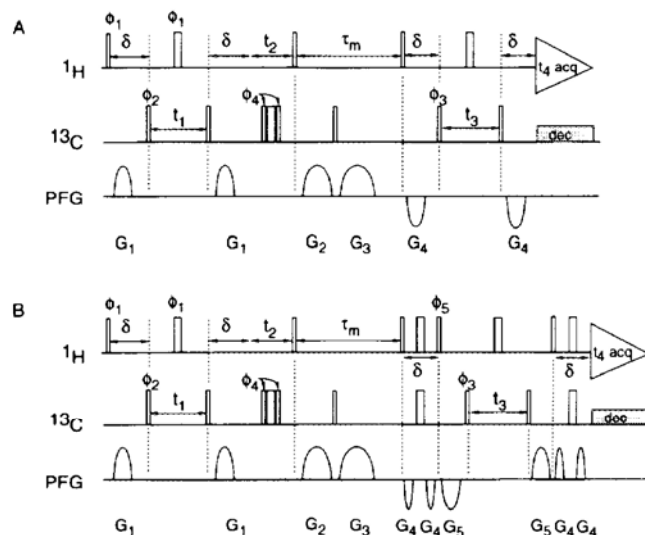 A
ϕ1 ϕ1
δ δ t2 τm δ δ
1H t4 acq
ϕ2 ϕ4 ϕ3
t1 t3
13C dec
PFG
G1 G1 G2 G3 G4 G4
B
ϕ1 ϕ1 ϕ5
δ δ t2 τm
1H δ δ t4 acq
ϕ2 ϕ4 ϕ3
t1 t3
13C dec
PFG
G1 G1 G2 G3 G4 G4 G5 G5 G4 G4